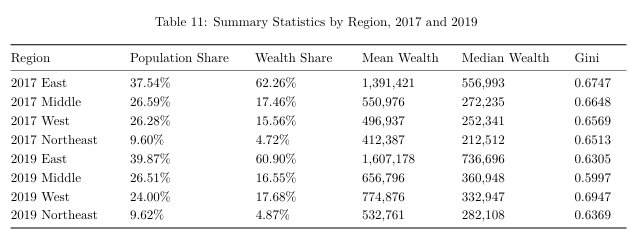 Table 11: Summary Statistics by Region, 2017 and 2019
Region Population Share Wealth Share Mean Wealth Median Wealth Gini
2017 East 37.54% 62.26% 1,391,421 556,993 0.6747
2017 Middle 26.59% 17.46% 550,976 272,235 0.6648
2017 West 26.28% 15.56% 496,937 252,341 0.6569
2017 Northeast 9.60% 4.72% 412,387 212,512 0.6513
2019 East 39.87% 60.90% 1,607,178 736,696 0.6305
2019 Middle 26.51% 16.55% 656,796 360,948 0.5997
2019 West 24.00% 17.68% 774,876 332,947 0.6947
2019 Northeast 9.62% 4.87% 532,761 282,108 0.6369